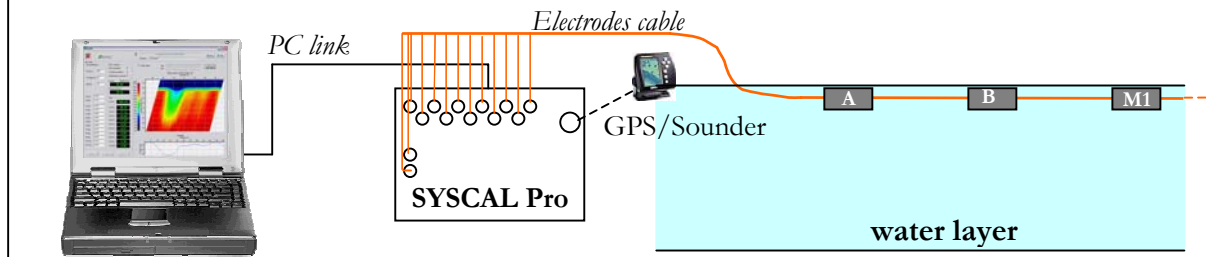 Electrodes cable
PC link
A
B
M1
GPS/Sounder
SYSCAL Pro
water layer